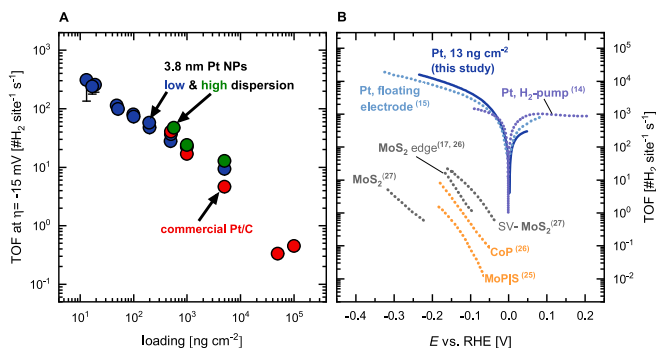 A
TOF at η= -15 mV [#H2 site-1 s-1]
10³
10²
10¹
10⁰
10⁻¹
3.8 nm Pt NPs
low & high dispersion
commercial Pt/C
10¹ 10² 10³ 10⁴ 10⁵
loading [ng cm⁻²]
B
Pt, 13 ng cm⁻²
(this study)
Pt, floating
electrode (15)
Pt, H₂-pump (14)
MoS₂ edge(17, 26)
MoS₂(27)
SV- MoS₂(27)
CoP (26)
MoP|S (25)
10⁴
10³
10²
10¹
10⁰
10⁻¹
10⁻²
TOF [#H₂ site⁻¹ s⁻¹]
-0.4 -0.3 -0.2 -0.1 0.0 0.1 0.2
E vs. RHE [V]